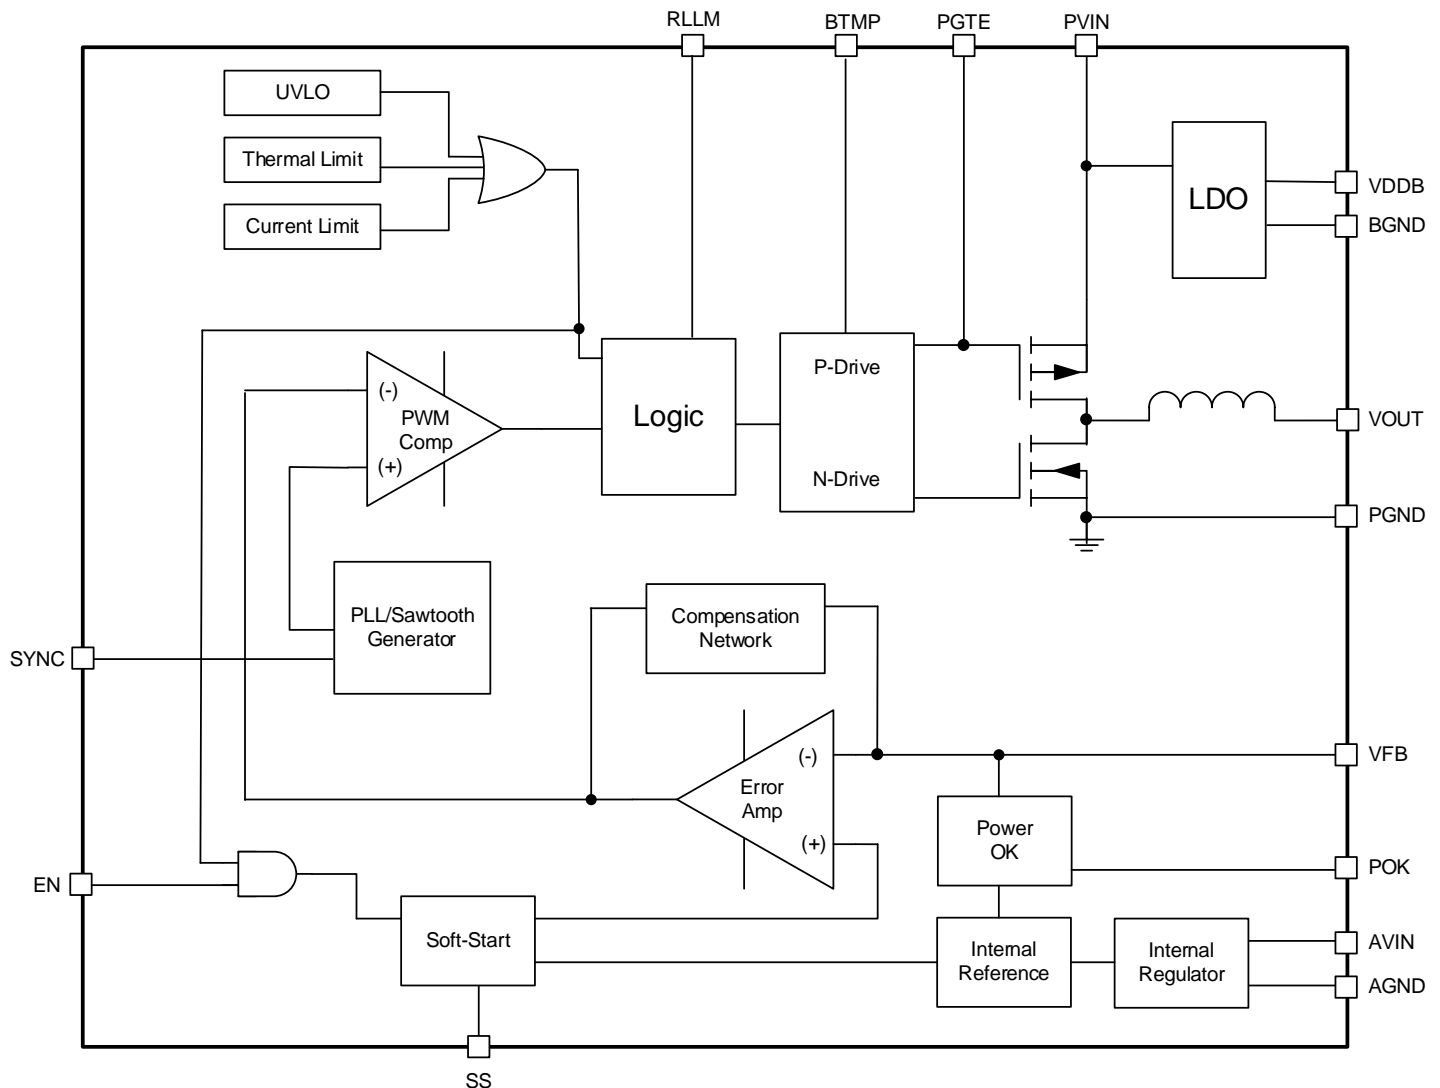 RLLM
BTMP
PGTE
PVIN
UVLO
Thermal Limit
Current Limit
LDO
VDDB
BGND
(-)
PWM
Comp
(+)
Logic
P-Drive
N-Drive
VOUT
PGND
PLL/Sawtooth
Generator
SYNC
Compensation
Network
(-)
Error
Amp
(+)
VFB
Power
OK
POK
EN
Soft-Start
Internal
Reference
Internal
Regulator
AVIN
AGND
SS